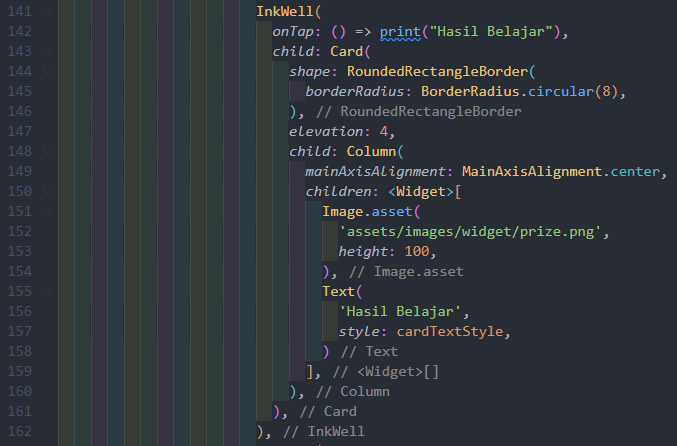 141 InkWell(
142 onTap: () => print("Hasil Belajar"),
143 child: Card(
144 shape: RoundedRectangleBorder(
145 borderRadius: BorderRadius.circular(8),
146 ), // RoundedRectangleBorder
147 elevation: 4,
148 child: Column(
149 mainAxisAlignment: MainAxisAlignment.center,
150 children: <Widget>[
151 Image.asset(
152 'assets/images/widget/prize.png',
153 height: 100,
154 ), // Image.asset
155 Text(
156 'Hasil Belajar',
157 style: cardTextStyle,
158 ) // Text
159 ], // <Widget>[]
160 ), // Column
161 ), // Card
162 ), // InkWell